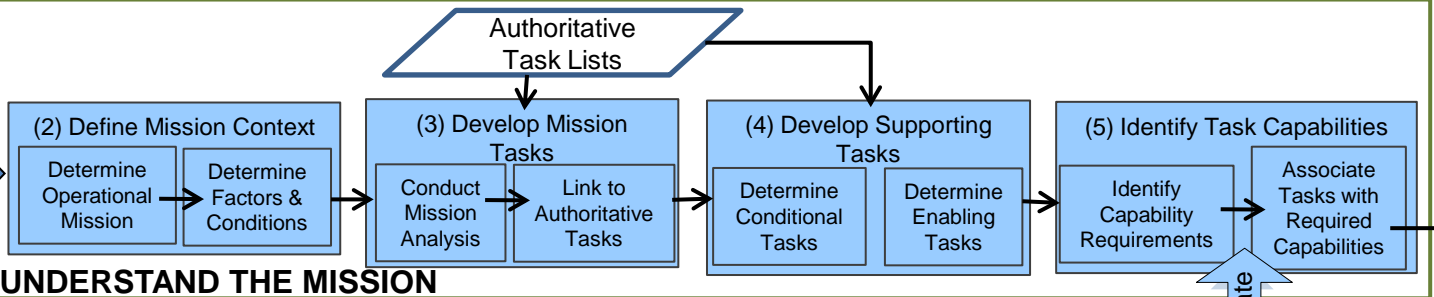 Authoritative
Task Lists
(2) Define Mission Context
Determine
Operational
Mission
Determine
Factors &
Conditions
(3) Develop Mission
Tasks
Conduct
Mission
Analysis
Link to
Authoritative
Tasks
(4) Develop Supporting
Tasks
Determine
Conditional
Tasks
Determine
Enabling
Tasks
(5) Identify Task Capabilities
Identify
Capability
Requirements
Associate
Tasks with
Required
Capabilities
UNDERSTAND THE MISSION